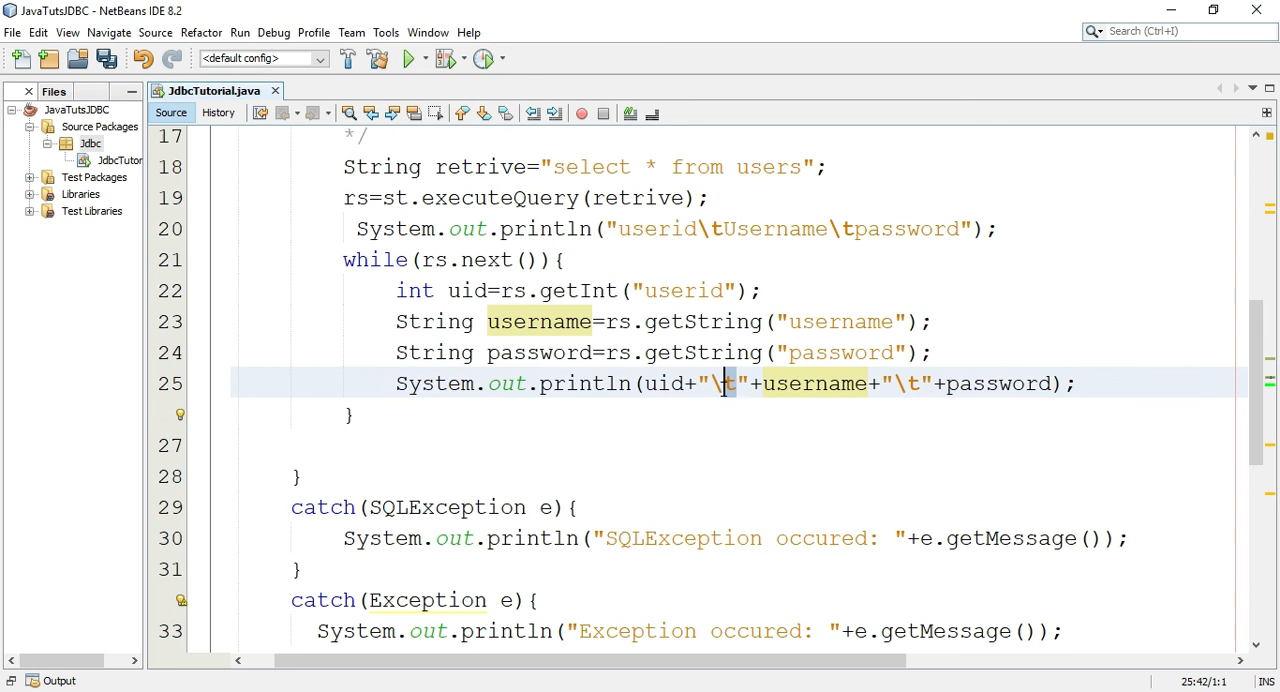 JavaTutsJDBC - NetBeans IDE 8.2
File Edit View Navigate Source Refactor Run Debug Profile Team Tools Window Help
Search (Ctrl+I)
<default config>
Files
JdbcTutorial.java
Source History
JavaTutsJDBC
Source Packages
Jdbc
JdbcTutor
Test Packages
Libraries
Test Libraries
17 */
18 String retrive="select * from users";
19 rs=st.executeQuery(retrive);
20 System.out.println("userid\tUsername\tpassword");
21 while(rs.next()){
22 int uid=rs.getInt("userid");
23 String username=rs.getString("username");
24 String password=rs.getString("password");
25 System.out.println(uid+"\t"+username+"\t"+password);
}
27
28 }
29 catch(SQLException e){
30 System.out.println("SQLException occured: "+e.getMessage());
31 }
catch(Exception e){
33 System.out.println("Exception occured: "+e.getMessage());
Output
25:42/1:1 INS